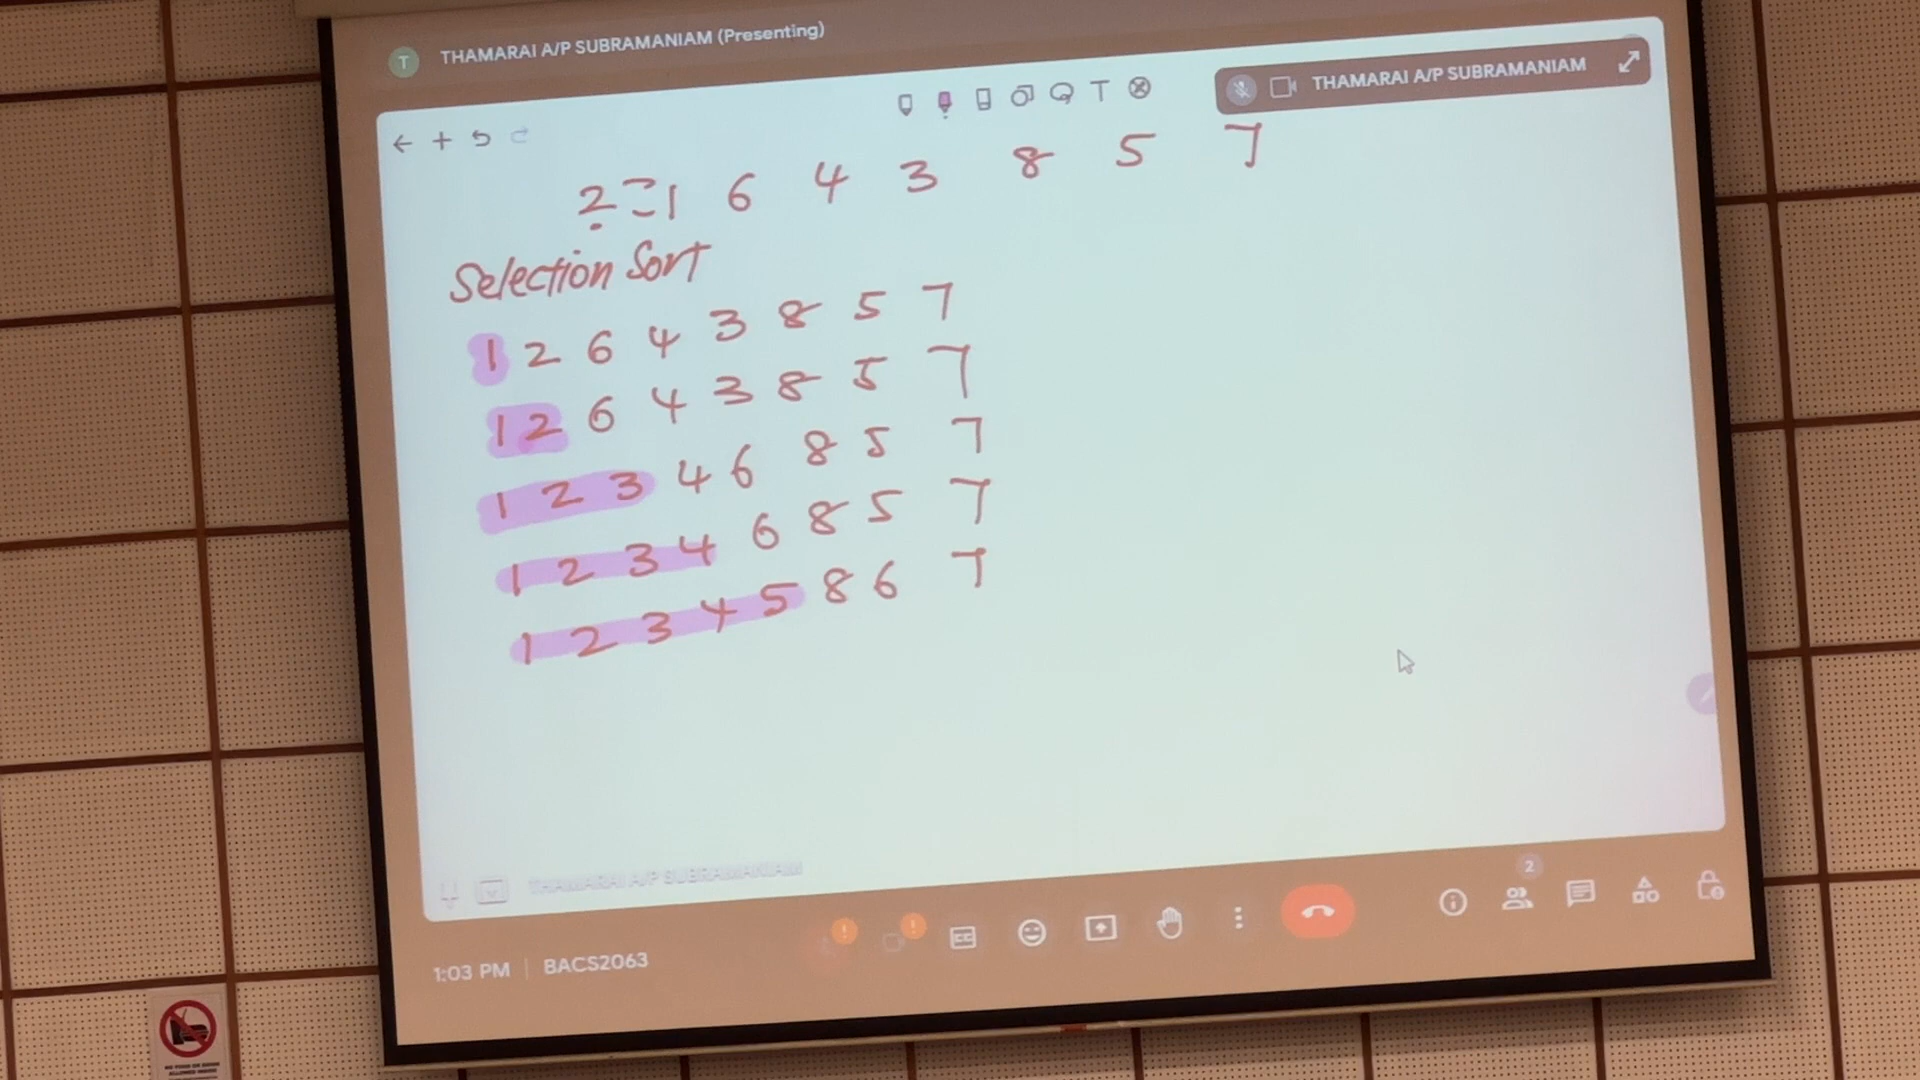 T THAMARAI A/P SUBRAMANIAM (Presenting)
THAMARAI A/P SUBRAMANIAM
T
2 1 6 4 3 8 5 7
Selection Sort
1 2 6 4 3 8 5 7
1 2 6 4 3 8 5 7
1 2 3 4 6 8 5 7
1 2 3 4 6 8 5 7
1 2 3 4 5 8 6 7
THAMARAI A/P SUBRAMANIAM
1:03 PM | BACS2063
2